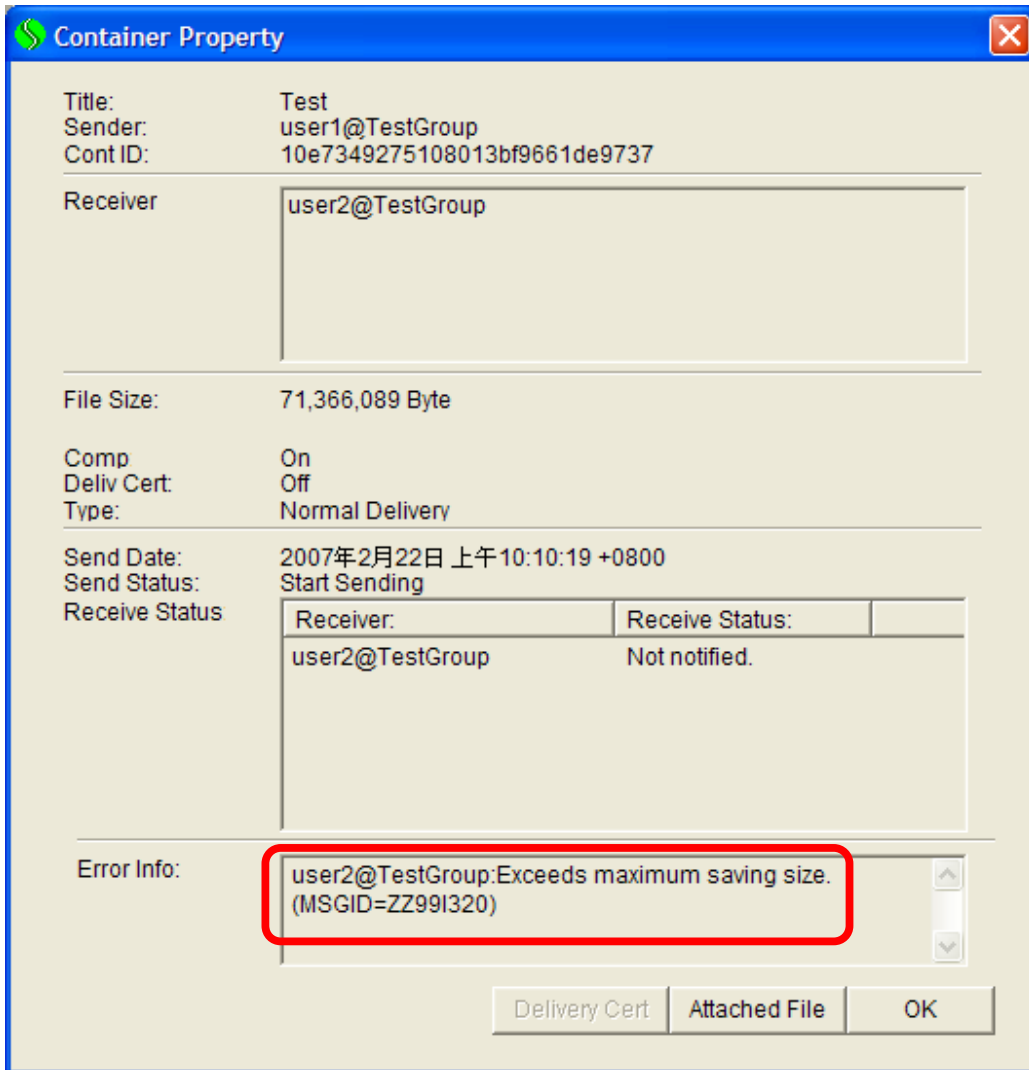 Container Property
Title: Test
Sender: user1@TestGroup
Cont ID: 10e7349275108013bf9661de9737
Receiver user2@TestGroup
File Size: 71,366,089 Byte
Comp On
Deliv Cert: Off
Type: Normal Delivery
Send Date: 2007年2月22日 上午10:10:19 +0800
Send Status: Start Sending
Receive Status
Receiver: Receive Status:
user2@TestGroup Not notified.
Error Info: user2@TestGroup:Exceeds maximum saving size.
(MSGID=ZZ99I320)
Delivery Cert Attached File OK